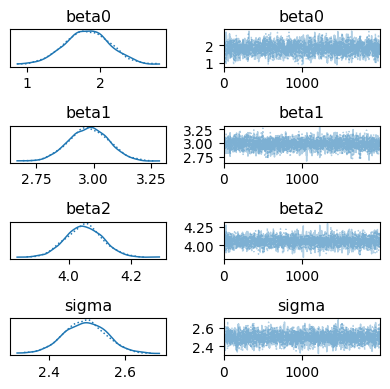 beta0 beta0
2
1
1 2 0 1000
beta1 beta1
3.25
3.00
2.75
2.75 3.00 3.25 0 1000
beta2 beta2
4.25
4.00
4.0 4.2 0 1000
sigma sigma
2.6
2.4
2.4 2.6 0 1000